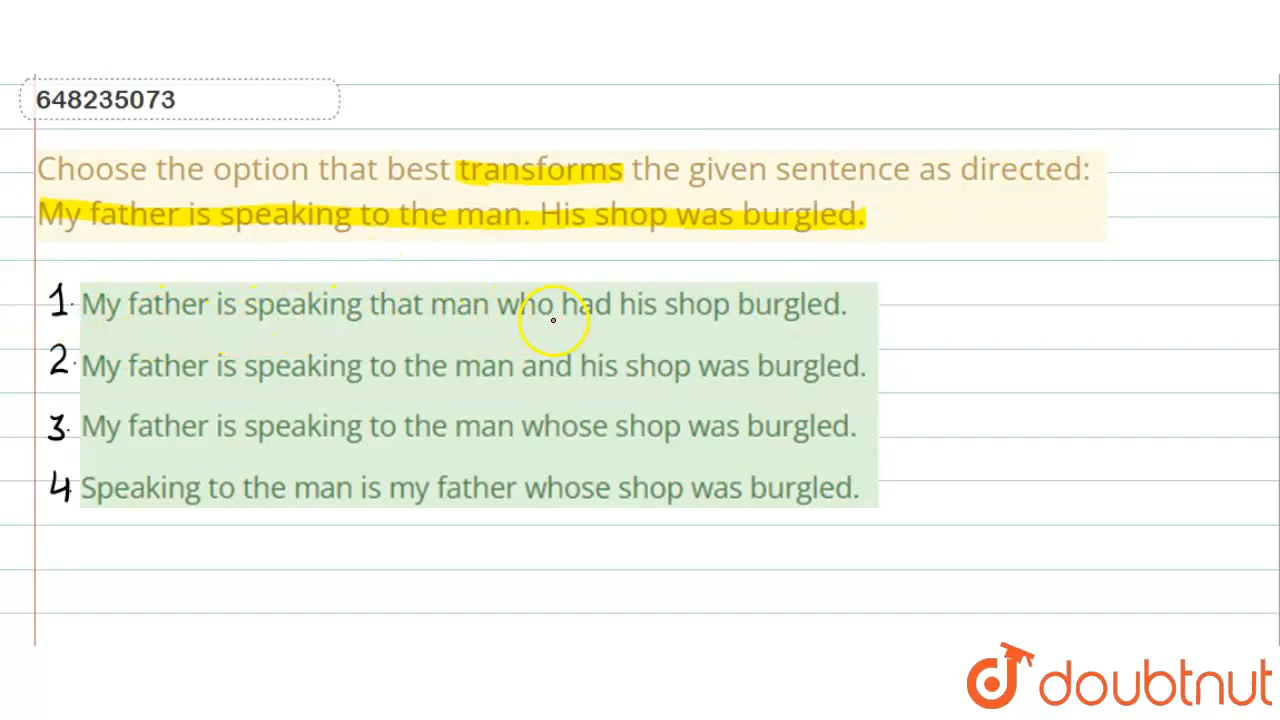 648235073
Choose the option that best transforms the given sentence as directed:
My father is speaking to the man. His shop was burgled.
1. My father is speaking that man who had his shop burgled.
2. My father is speaking to the man and his shop was burgled.
3. My father is speaking to the man whose shop was burgled.
4 Speaking to the man is my father whose shop was burgled.
doubtnut